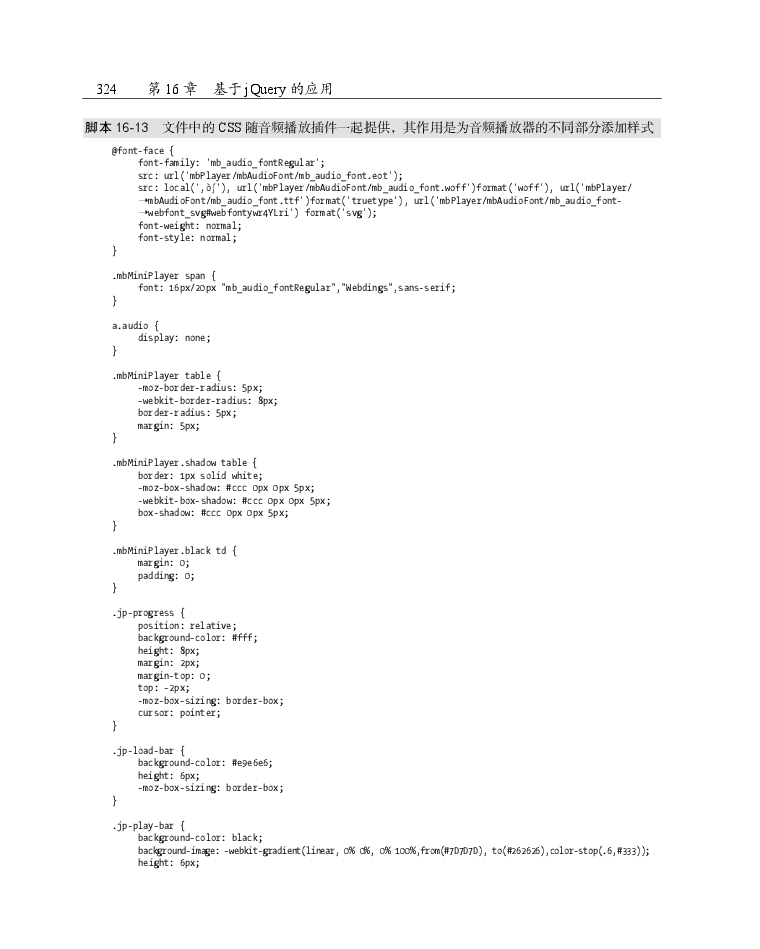 324 第 16 章 基于 jQuery 的应用
脚本 16-13 文件中的 CSS 随音频播放插件一起提供，其作用是为音频播放器的不同部分添加样式
@font-face {
font-family: 'mb_audio_fontRegular';
src: url('mbPlayer/mbAudioFont/mb_audio_font.eot');
src: local('‚òʃ'), url('mbPlayer/mbAudioFont/mb_audio_font.woff')format('woff'), url('mbPlayer/
→mbAudioFont/mb_audio_font.ttf')format('truetype'), url('mbPlayer/mbAudioFont/mb_audio_font-
→webfont_svg#webfontywr4YLri') format('svg');
font-weight: normal;
font-style: normal;
}
.mbMiniPlayer span {
font: 16px/20px "mb_audio_fontRegular","Webdings",sans-serif;
}
a.audio {
display: none;
}
.mbMiniPlayer table {
-moz-border-radius: 5px;
-webkit-border-radius: 8px;
border-radius: 5px;
margin: 5px;
}
.mbMiniPlayer.shadow table {
border: 1px solid white;
-moz-box-shadow: #ccc 0px 0px 5px;
-webkit-box-shadow: #ccc 0px 0px 5px;
box-shadow: #ccc 0px 0px 5px;
}
.mbMiniPlayer.black td {
margin: 0;
padding: 0;
}
.jp-progress {
position: relative;
background-color: #fff;
height: 8px;
margin: 2px;
margin-top: 0;
top: -2px;
-moz-box-sizing: border-box;
cursor: pointer;
}
.jp-load-bar {
background-color: #e9e6e6;
height: 6px;
-moz-box-sizing: border-box;
}
.jp-play-bar {
background-color: black;
background-image: -webkit-gradient(linear, 0% 0%, 0% 100%,from(#7D7D7D), to(#262626),color-stop(.6,#333));
height: 6px;